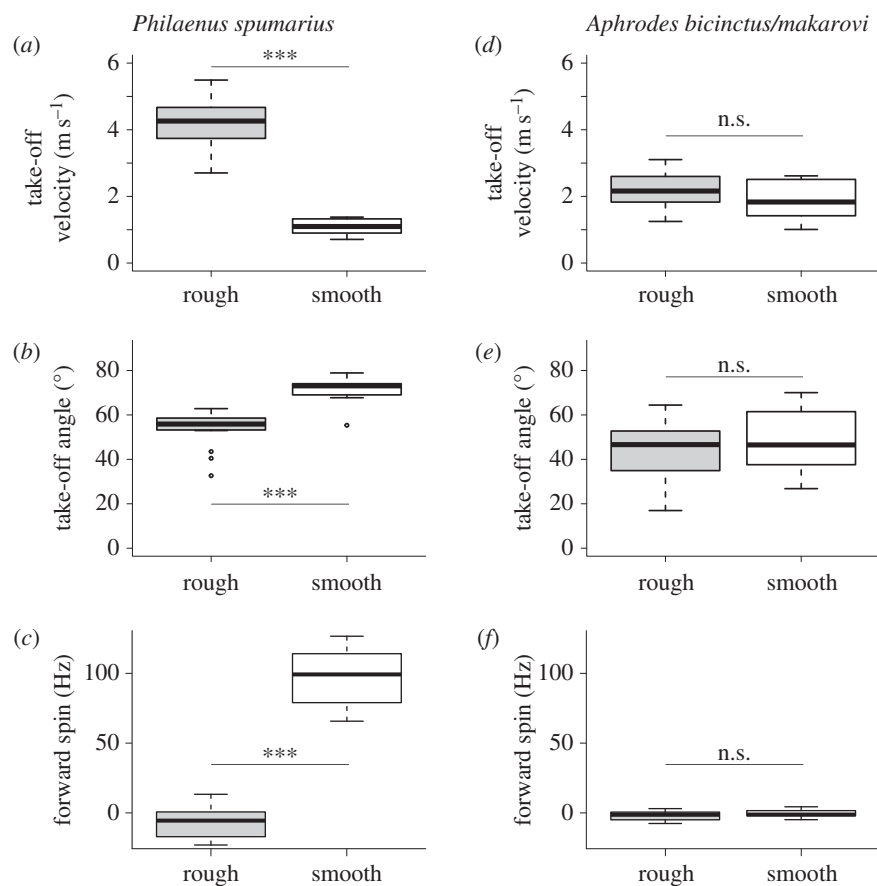 Philaenus spumarius
Aphrodes bicinctus/makarovi
(a)
take-off
velocity (m s⁻¹)
6
4
2
0
***
rough
smooth
(d)
take-off
velocity (m s⁻¹)
6
4
2
0
n.s.
rough
smooth
(b)
take-off angle (°)
80
60
40
20
0
***
rough
smooth
(e)
take-off angle (°)
80
60
40
20
0
n.s.
rough
smooth
(c)
forward spin (Hz)
100
50
0
***
rough
smooth
(f)
forward spin (Hz)
100
50
0
n.s.
rough
smooth